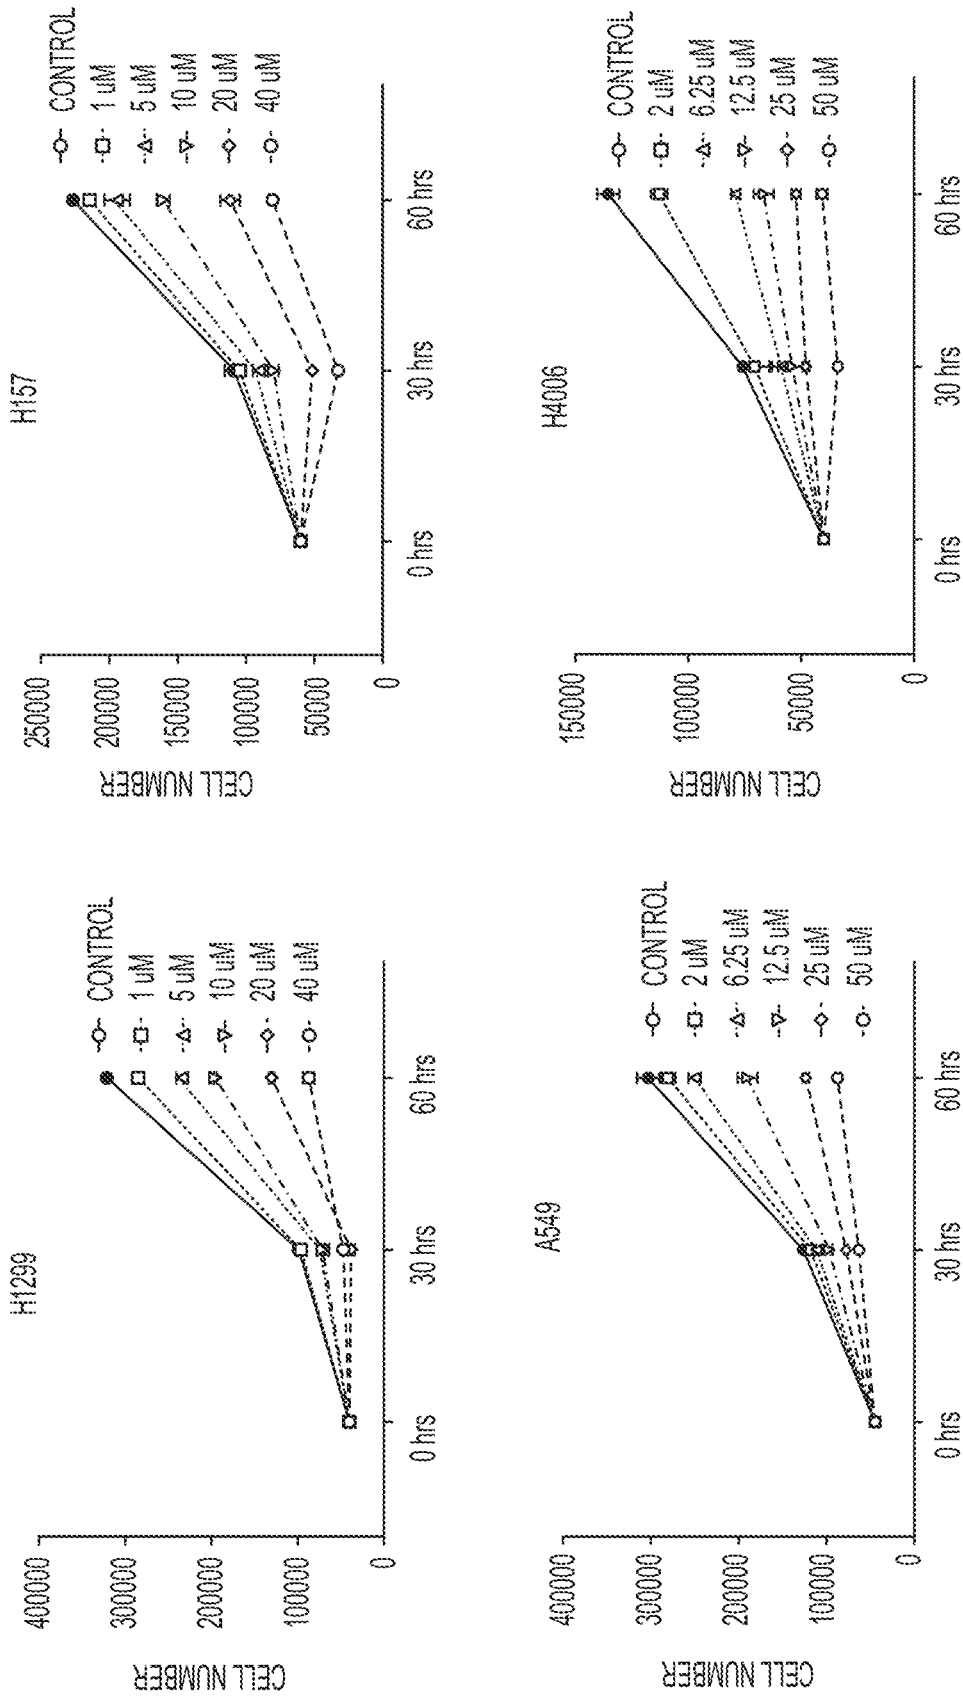 H1299
CELL NUMBER
400000
300000
200000
100000
0
0 hrs
30 hrs
60 hrs
CONTROL
1 uM
5 uM
10 uM
20 uM
40 uM
H157
CELL NUMBER
250000
200000
150000
100000
50000
0
0 hrs
30 hrs
60 hrs
CONTROL
1 uM
5 uM
10 uM
20 uM
40 uM
A549
CELL NUMBER
400000
300000
200000
100000
0
0 hrs
30 hrs
60 hrs
CONTROL
2 uM
6.25 uM
12.5 uM
25 uM
50 uM
H4006
CELL NUMBER
150000
100000
50000
0
0 hrs
30 hrs
60 hrs
CONTROL
2 uM
6.25 uM
12.5 uM
25 uM
50 uM